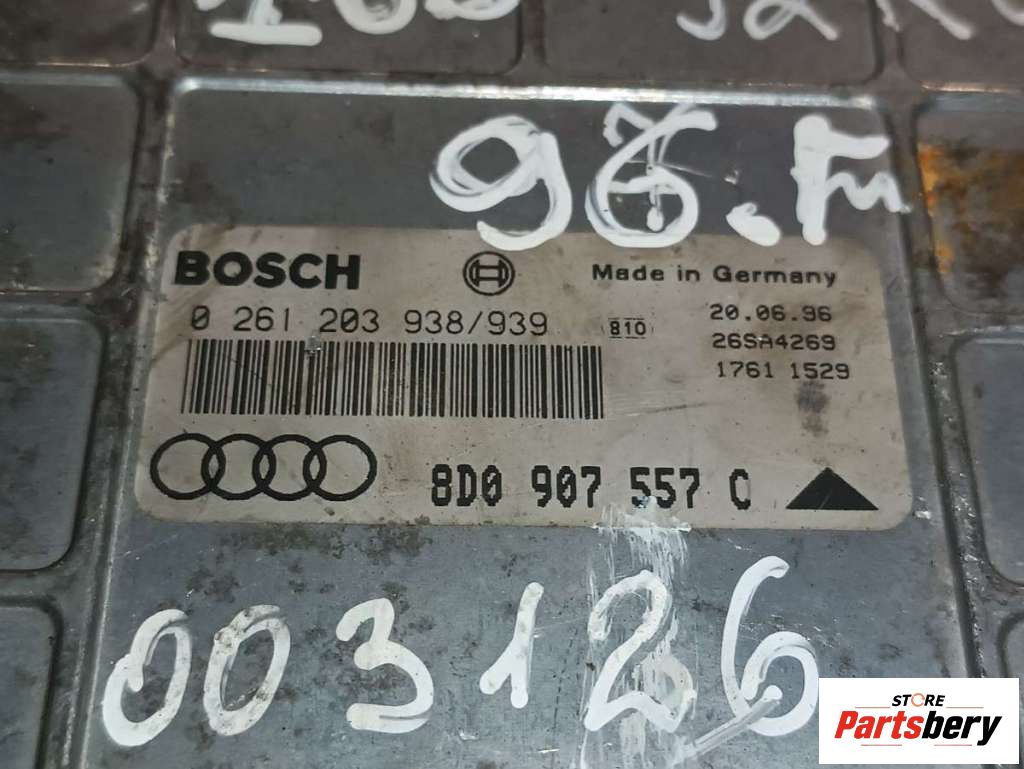 96.Fm
BOSCH
Made in Germany
0 261 203 938/939
810
20.06.96
26SA4269
1761 1529
8D0 907 557 C
003126
STORE
Partsbery